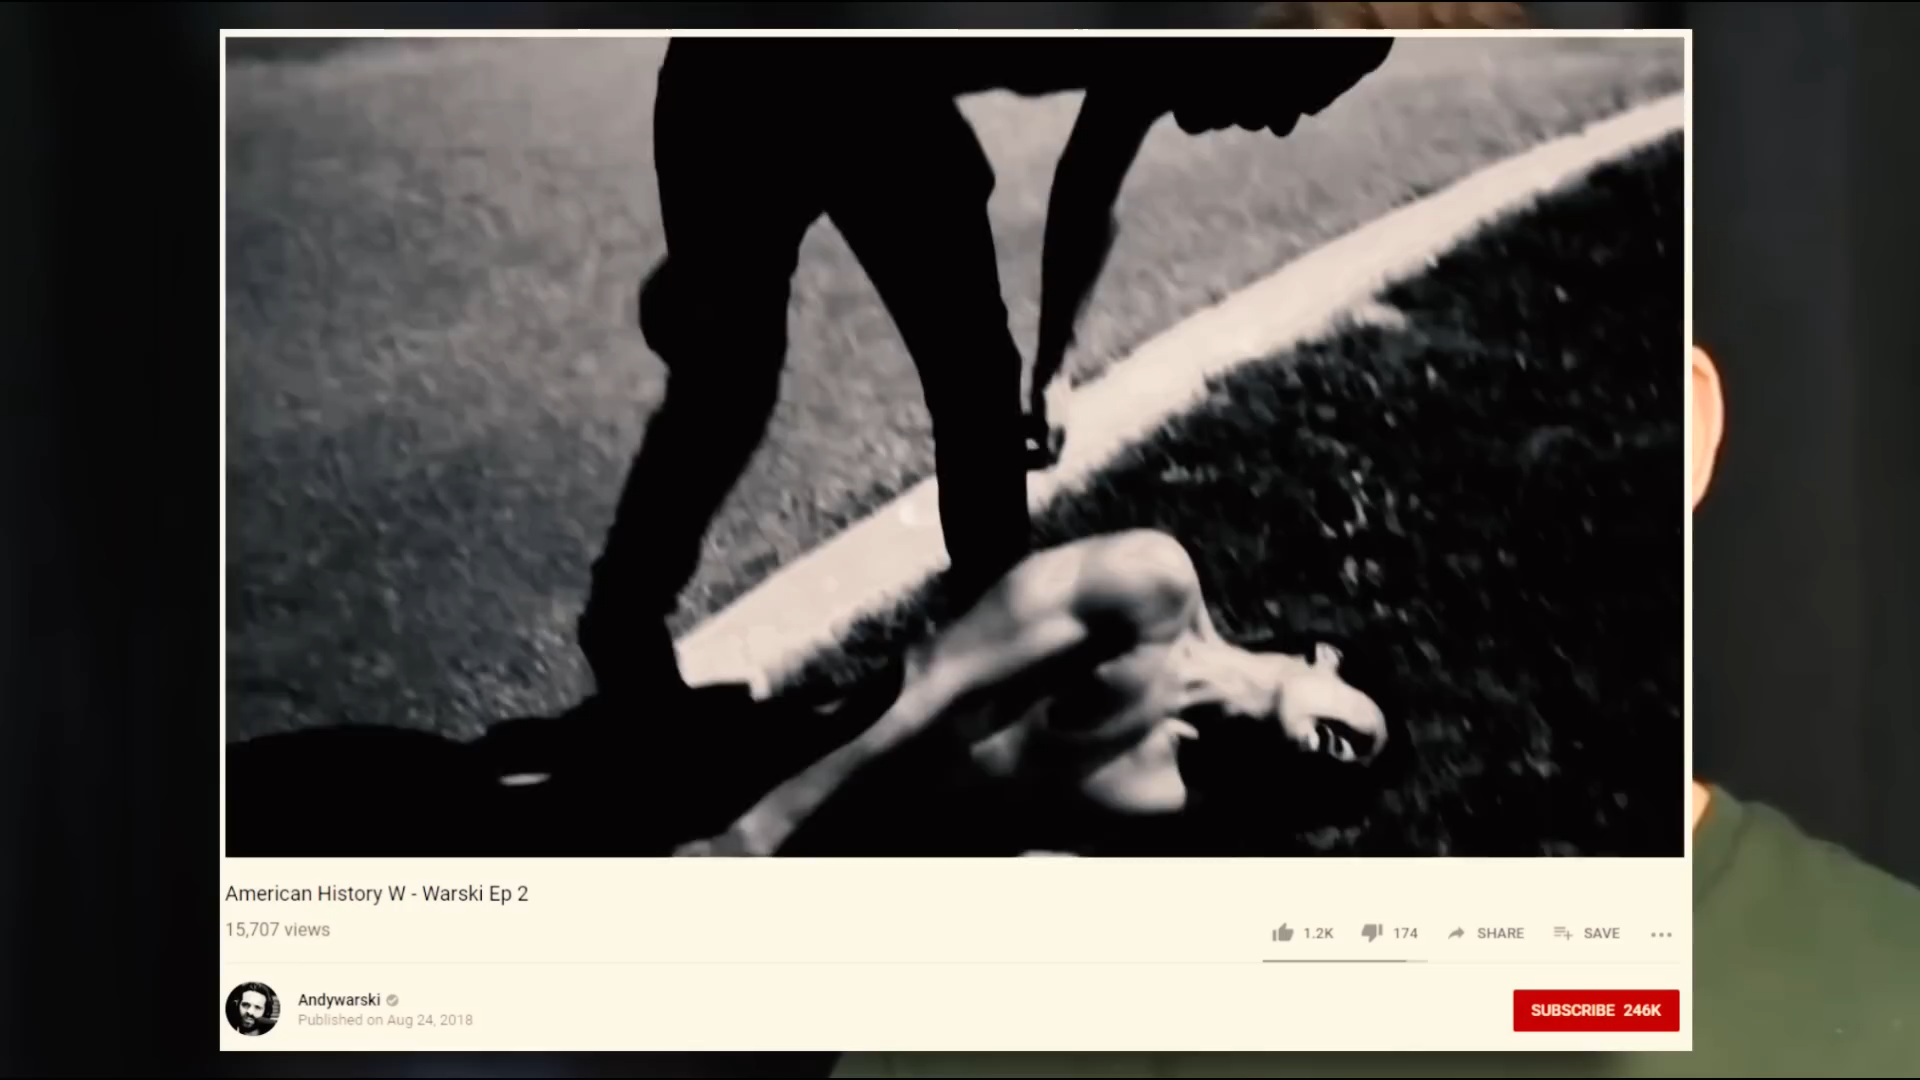 American History W - Warski Ep 2
15,707 views
1.2K 174 SHARE SAVE
Andywarski
Published on Aug 24, 2018
SUBSCRIBE 246K